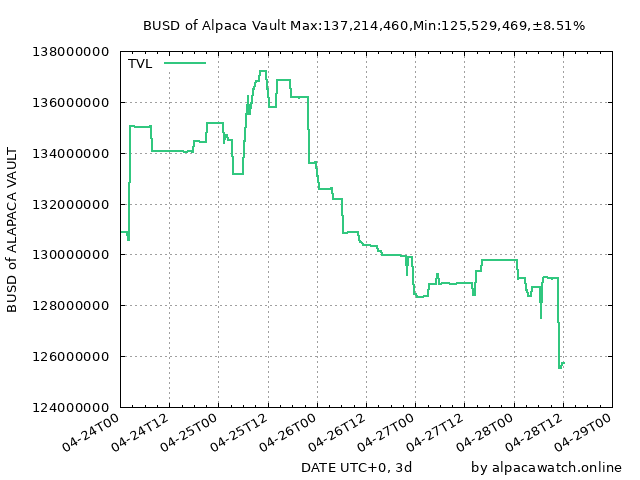 BUSD of Alpaca Vault Max:137,214,460,Min:125,529,469,±8.51%
138000000
TVL
136000000
134000000
132000000
130000000
128000000
126000000
124000000
BUSD of ALAPACA VAULT
04-24T00
04-24T12
04-25T00
04-25T12
04-26T00
04-26T12
04-27T00
04-27T12
04-28T00
04-28T12
04-29T00
DATE UTC+0, 3d
by alpacawatch.online